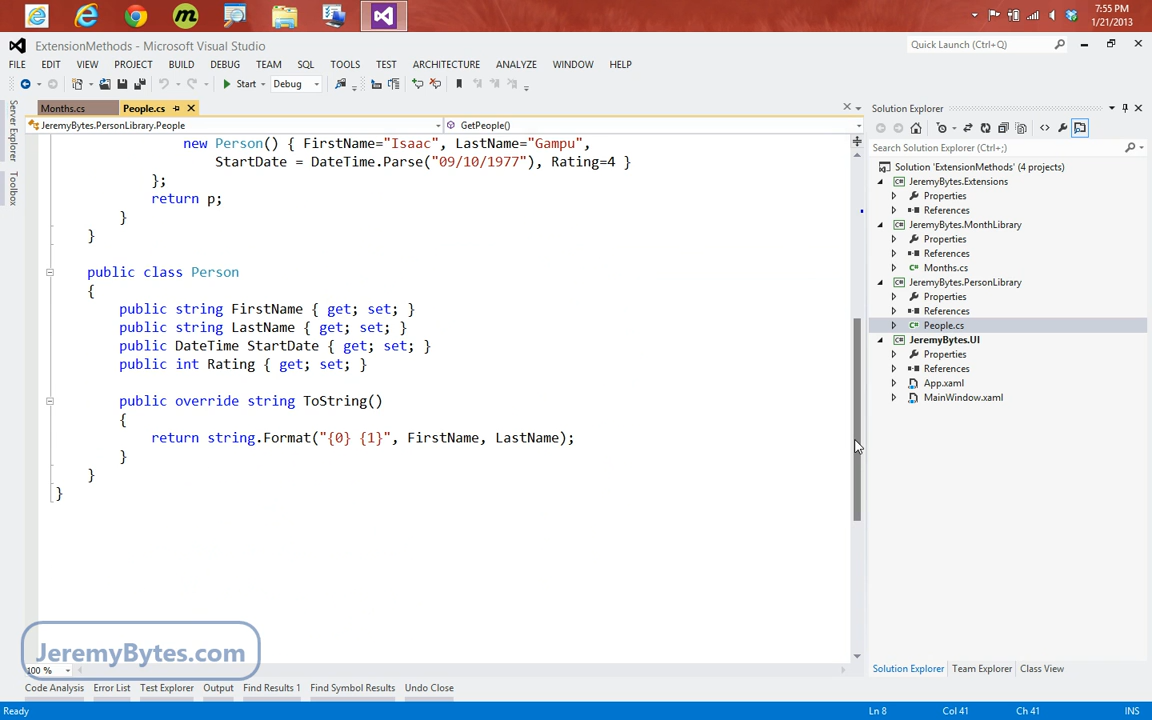 7:55 PM
1/21/2013
ExtensionMethods - Microsoft Visual Studio
Quick Launch (Ctrl+Q)
FILE EDIT VIEW PROJECT BUILD DEBUG TEAM SQL TOOLS TEST ARCHITECTURE ANALYZE WINDOW HELP
Start Debug
Server Explorer
Toolbox
Months.cs People.cs
JeremyBytes.PersonLibrary.People GetPeople()
new Person() { FirstName="Isaac", LastName="Gampu",
StartDate = DateTime.Parse("09/10/1977"), Rating=4 }
};
return p;
}
}
public class Person
{
public string FirstName { get; set; }
public string LastName { get; set; }
public DateTime StartDate { get; set; }
public int Rating { get; set; }
public override string ToString()
{
return string.Format("{0} {1}", FirstName, LastName);
}
}
}
Solution Explorer
Search Solution Explorer (Ctrl+;)
Solution 'ExtensionMethods' (4 projects)
JeremyBytes.Extensions
Properties
References
JeremyBytes.MonthLibrary
Properties
References
Months.cs
JeremyBytes.PersonLibrary
Properties
References
People.cs
JeremyBytes.UI
Properties
References
App.xaml
MainWindow.xaml
JeremyBytes.com
100 %
Solution Explorer Team Explorer Class View
Code Analysis Error List Test Explorer Output Find Results 1 Find Symbol Results Undo Close
Ready Ln 8 Col 41 Ch 41 INS